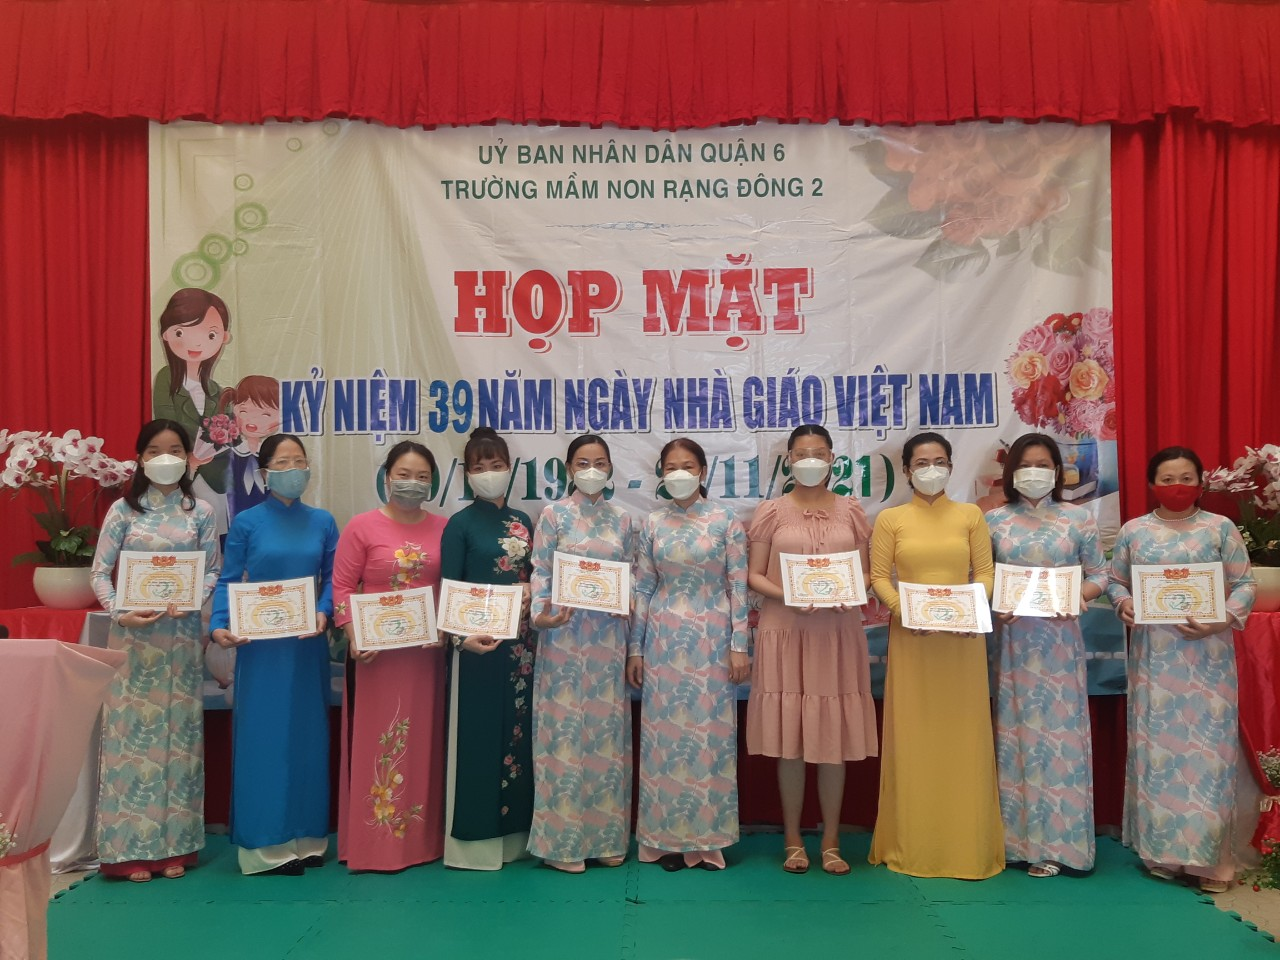 UỶ BAN NHÂN DÂN QUẬN 6
TRƯỜNG MẦM NON RẠNG ĐÔNG 2
HỌP MẶT
KỶ NIỆM 39 NĂM NGÀY NHÀ GIÁO VIỆT NAM